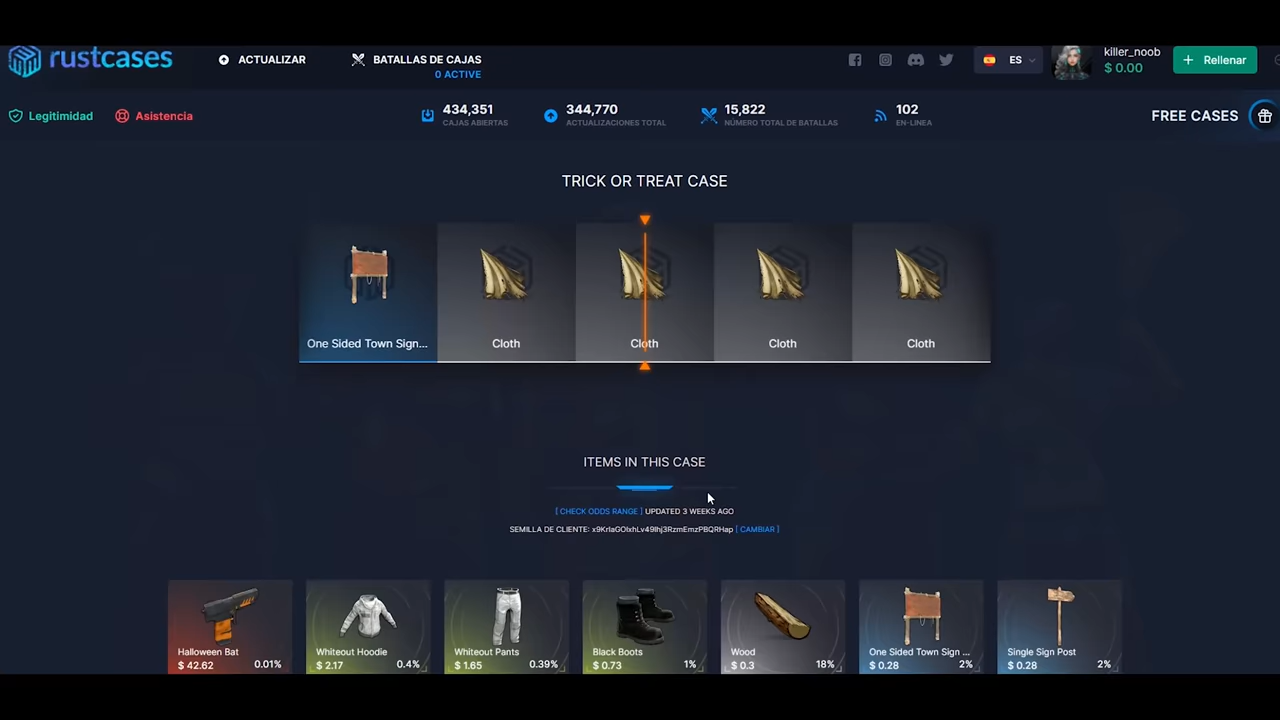 rustcases
ACTUALIZAR
BATALLAS DE CAJAS
0 ACTIVE
ES
killer_noob
$ 0.00
Rellenar
Legitimidad
Asistencia
434,351
CAJAS ABIERTAS
344,770
ACTUALIZACIONES TOTAL
15,822
NÚMERO TOTAL DE BATALLAS
102
EN-LINEA
FREE CASES
TRICK OR TREAT CASE
One Sided Town Sign...
Cloth
Cloth
Cloth
Cloth
ITEMS IN THIS CASE
[ CHECK ODDS RANGE ] UPDATED 3 WEEKS AGO
SEMILLA DE CLIENTE: [ CAMBIAR ]
Halloween Bat
$ 42.62 0.01%
Whiteout Hoodie
$ 2.17 0.4%
Whiteout Pants
$ 1.65 0.39%
Black Boots
$ 0.73 1%
Wood
$ 0.3 18%
One Sided Town Sign ...
$ 0.28 2%
Single Sign Post
$ 0.28 2%